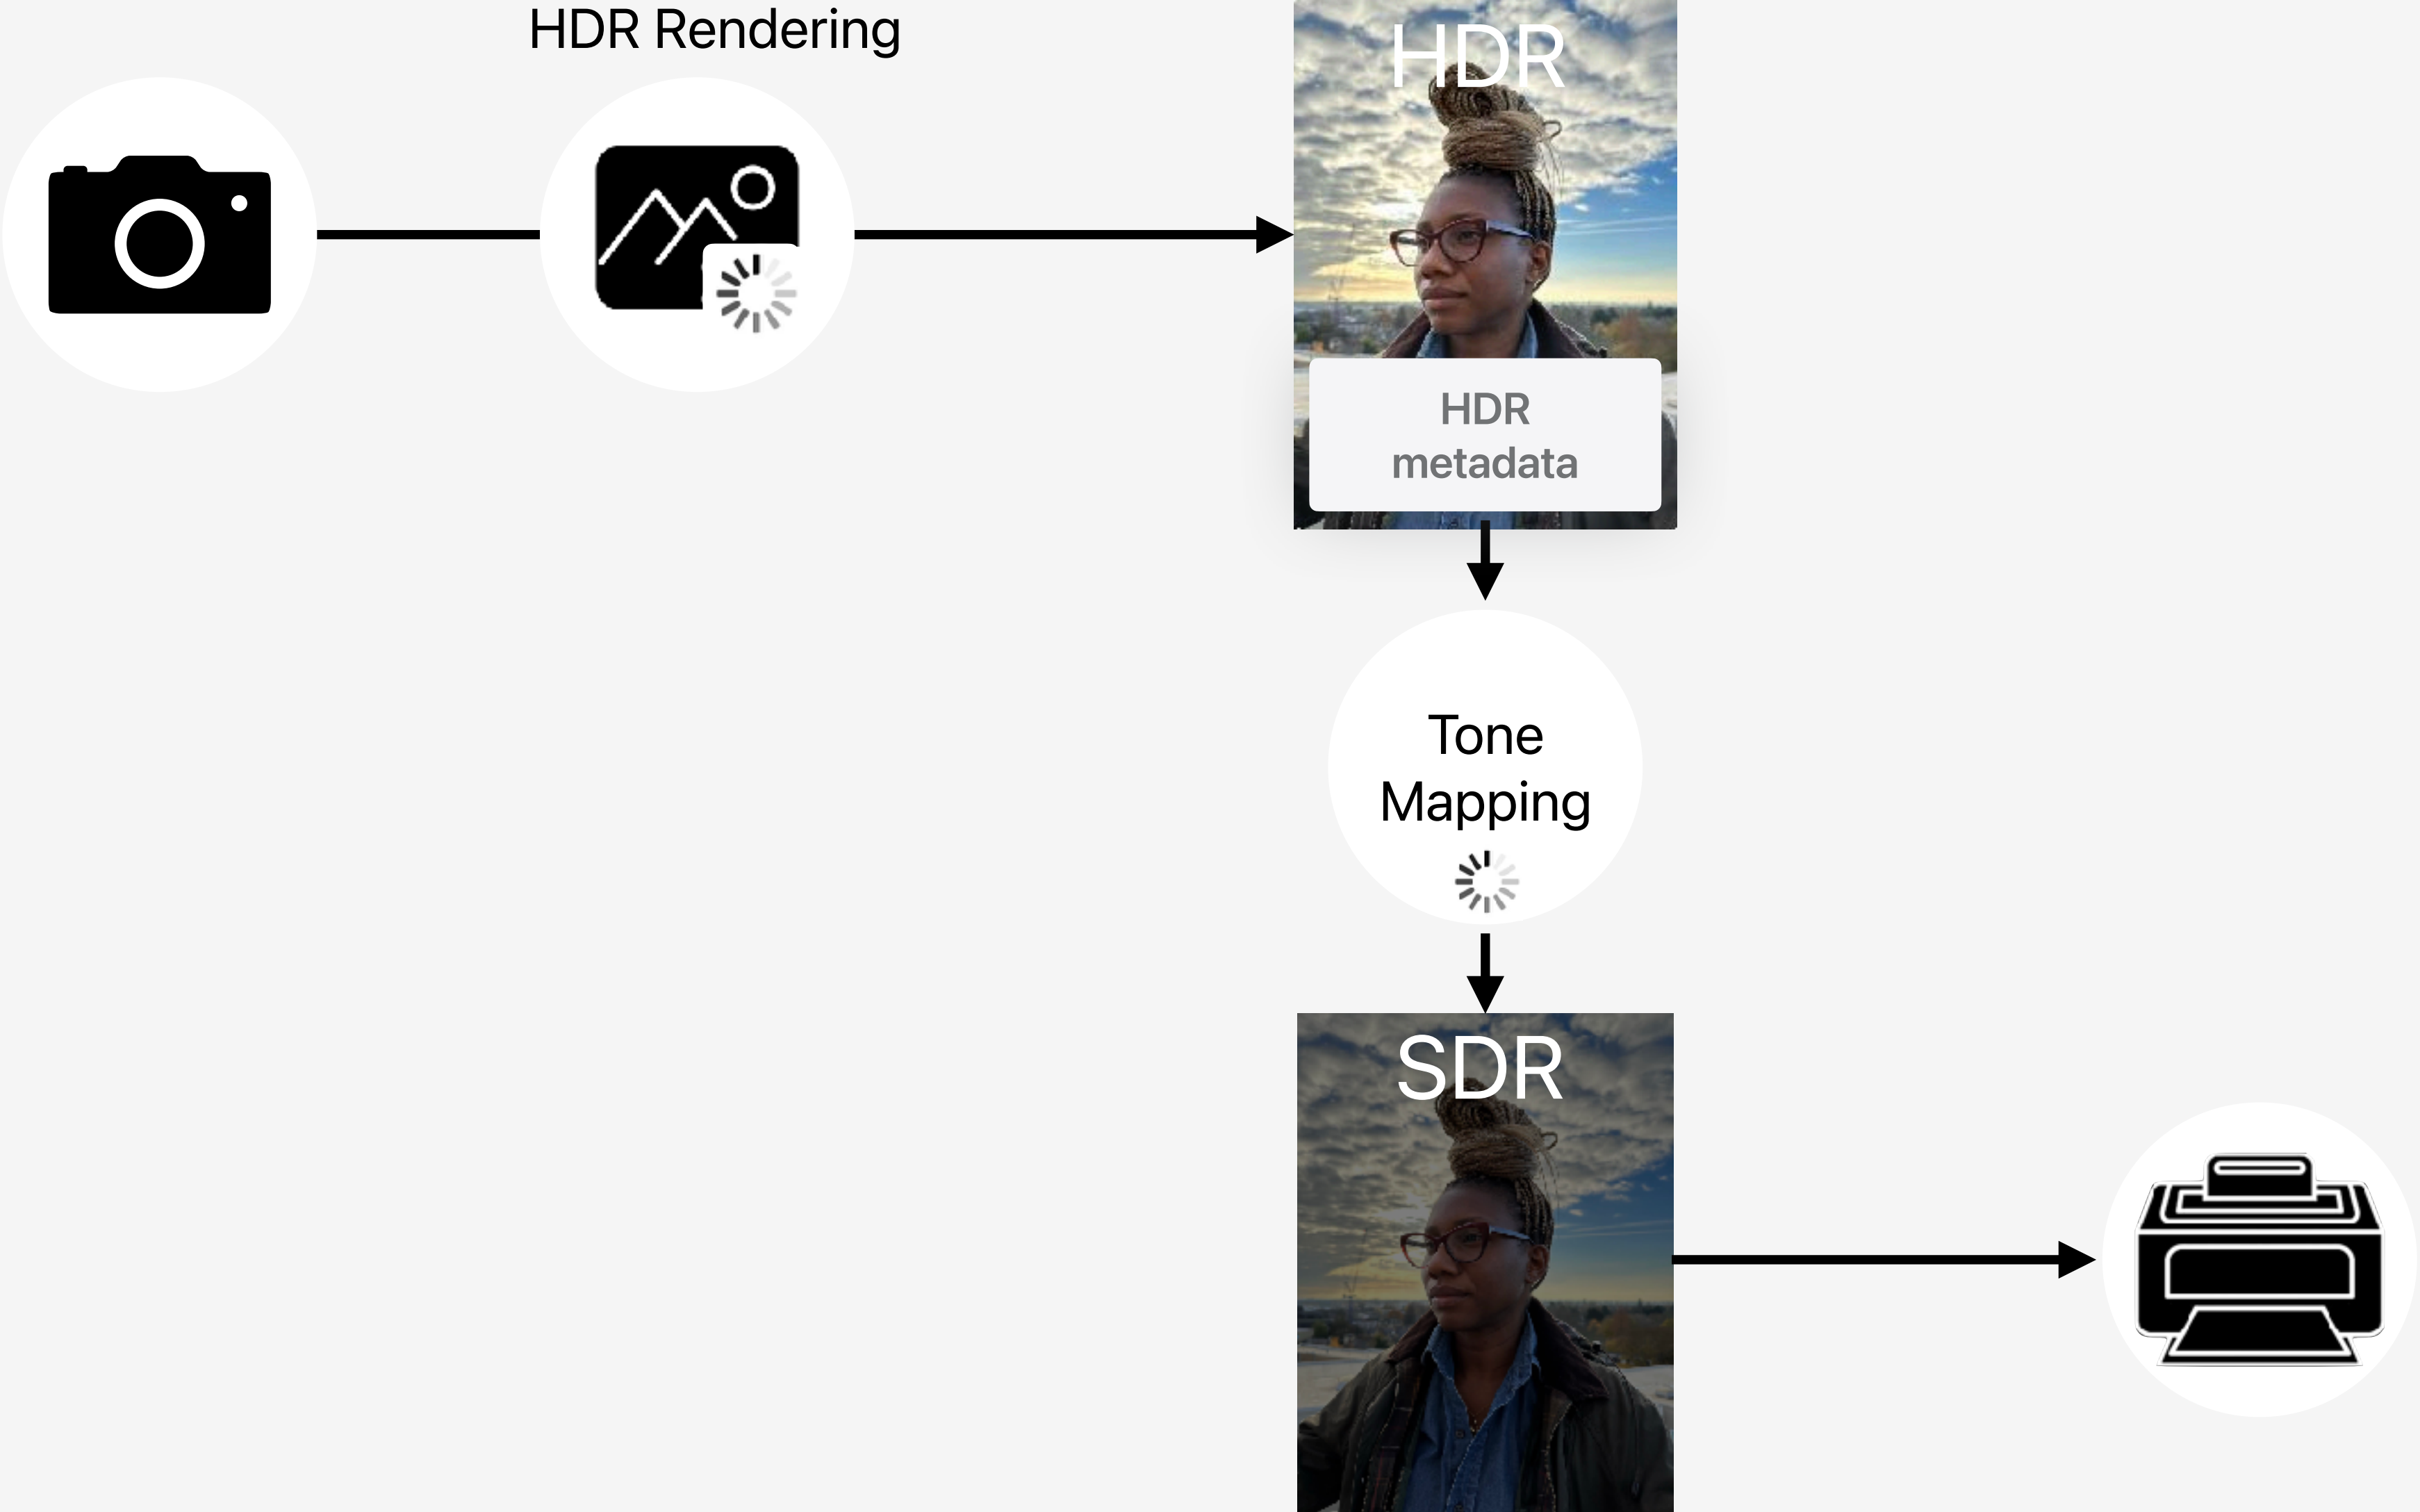 HDR Rendering
HDR
HDR
metadata
Tone
Mapping
SDR